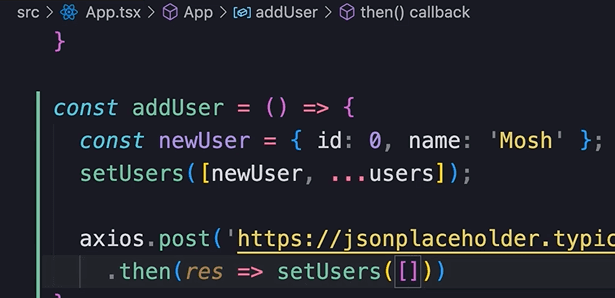 src > App.tsx > App > addUser > then() callback
}
const addUser = () => {
const newUser = { id: 0, name: 'Mosh' };
setUsers([newUser, ...users]);
axios.post('https://jsonplaceholder.typic
.then(res => setUsers([]))